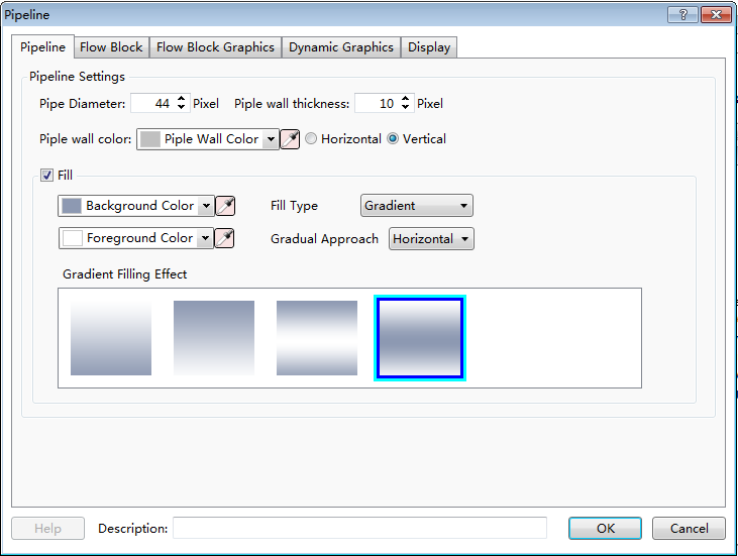 Pipeline
Pipeline Flow Block Flow Block Graphics Dynamic Graphics Display
Pipeline Settings
Pipe Diameter: 44 Pixel Piple wall thickness: 10 Pixel
Piple wall color: Piple Wall Color Horizontal Vertical
Fill
Background Color Fill Type Gradient
Foreground Color Gradual Approach Horizontal
Gradient Filling Effect
Help Description: OK Cancel